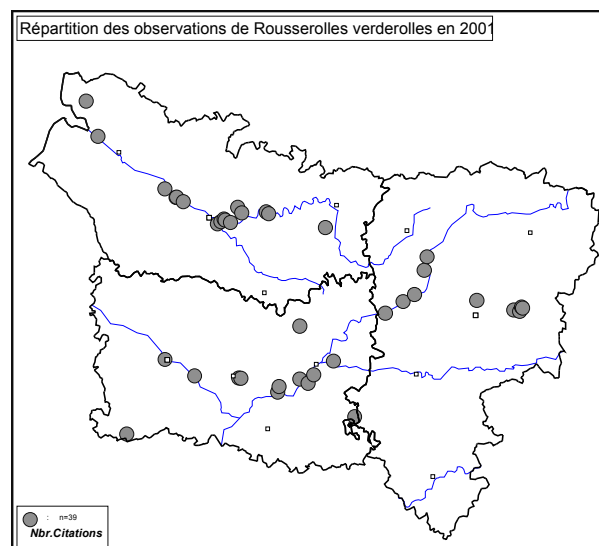 Répartition des observations de Rousserolles verderolles en 2001
: n=39
Nbr.Citations